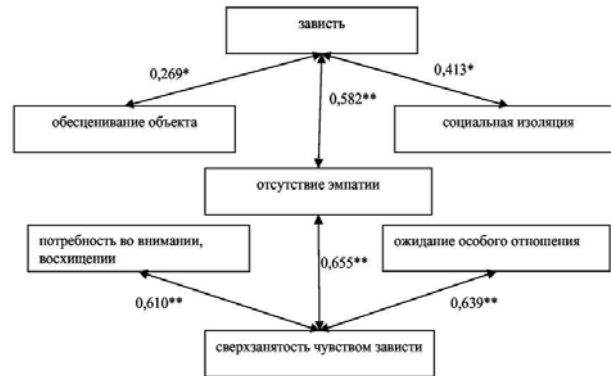 зависть
0,269*
0,413*
0,582**
обесценивание объекта
социальная изоляция
отсутствие эмпатии
потребность во внимании,
восхищении
ожидание особого отношения
0,655**
0,610**
0,639**
сверхзанятость чувством зависти